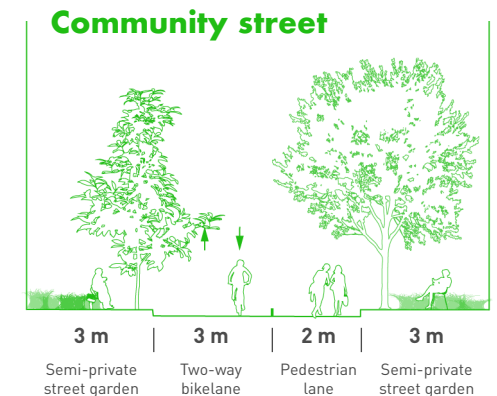 Community street
3 m | 3 m | 2 m | 3 m
Semi-private Two-way Pedestrian Semi-private
street garden bikelane lane street garden